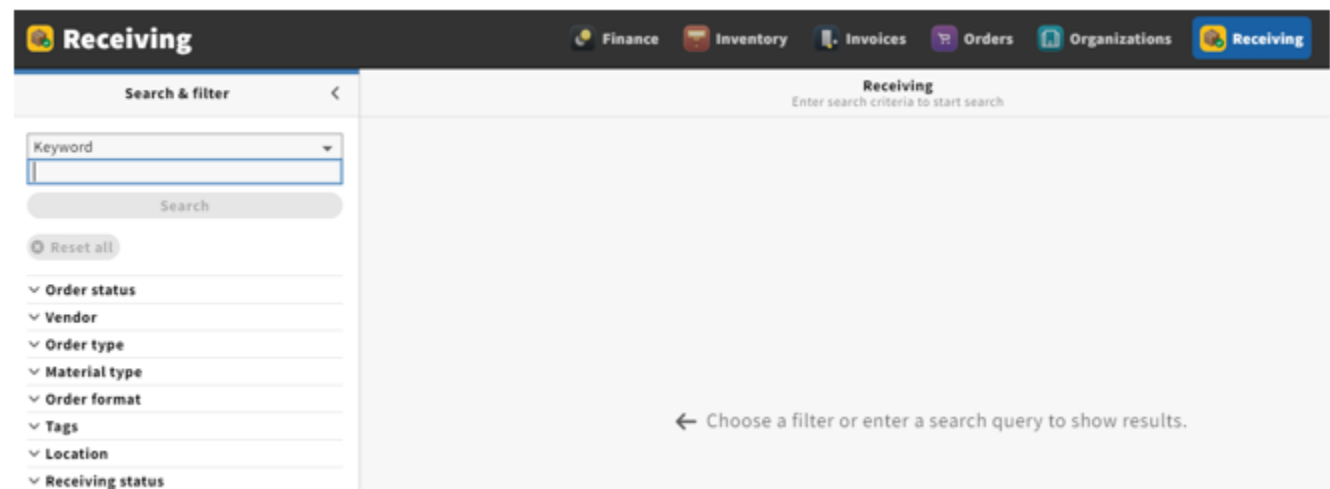 Receiving
Finance
Inventory
Invoices
Orders
Organizations
Receiving
Search & filter
Receiving
Enter search criteria to start search
Keyword
Search
Reset all
Order status
Vendor
Order type
Material type
Order format
Tags
Location
Receiving status
Choose a filter or enter a search query to show results.